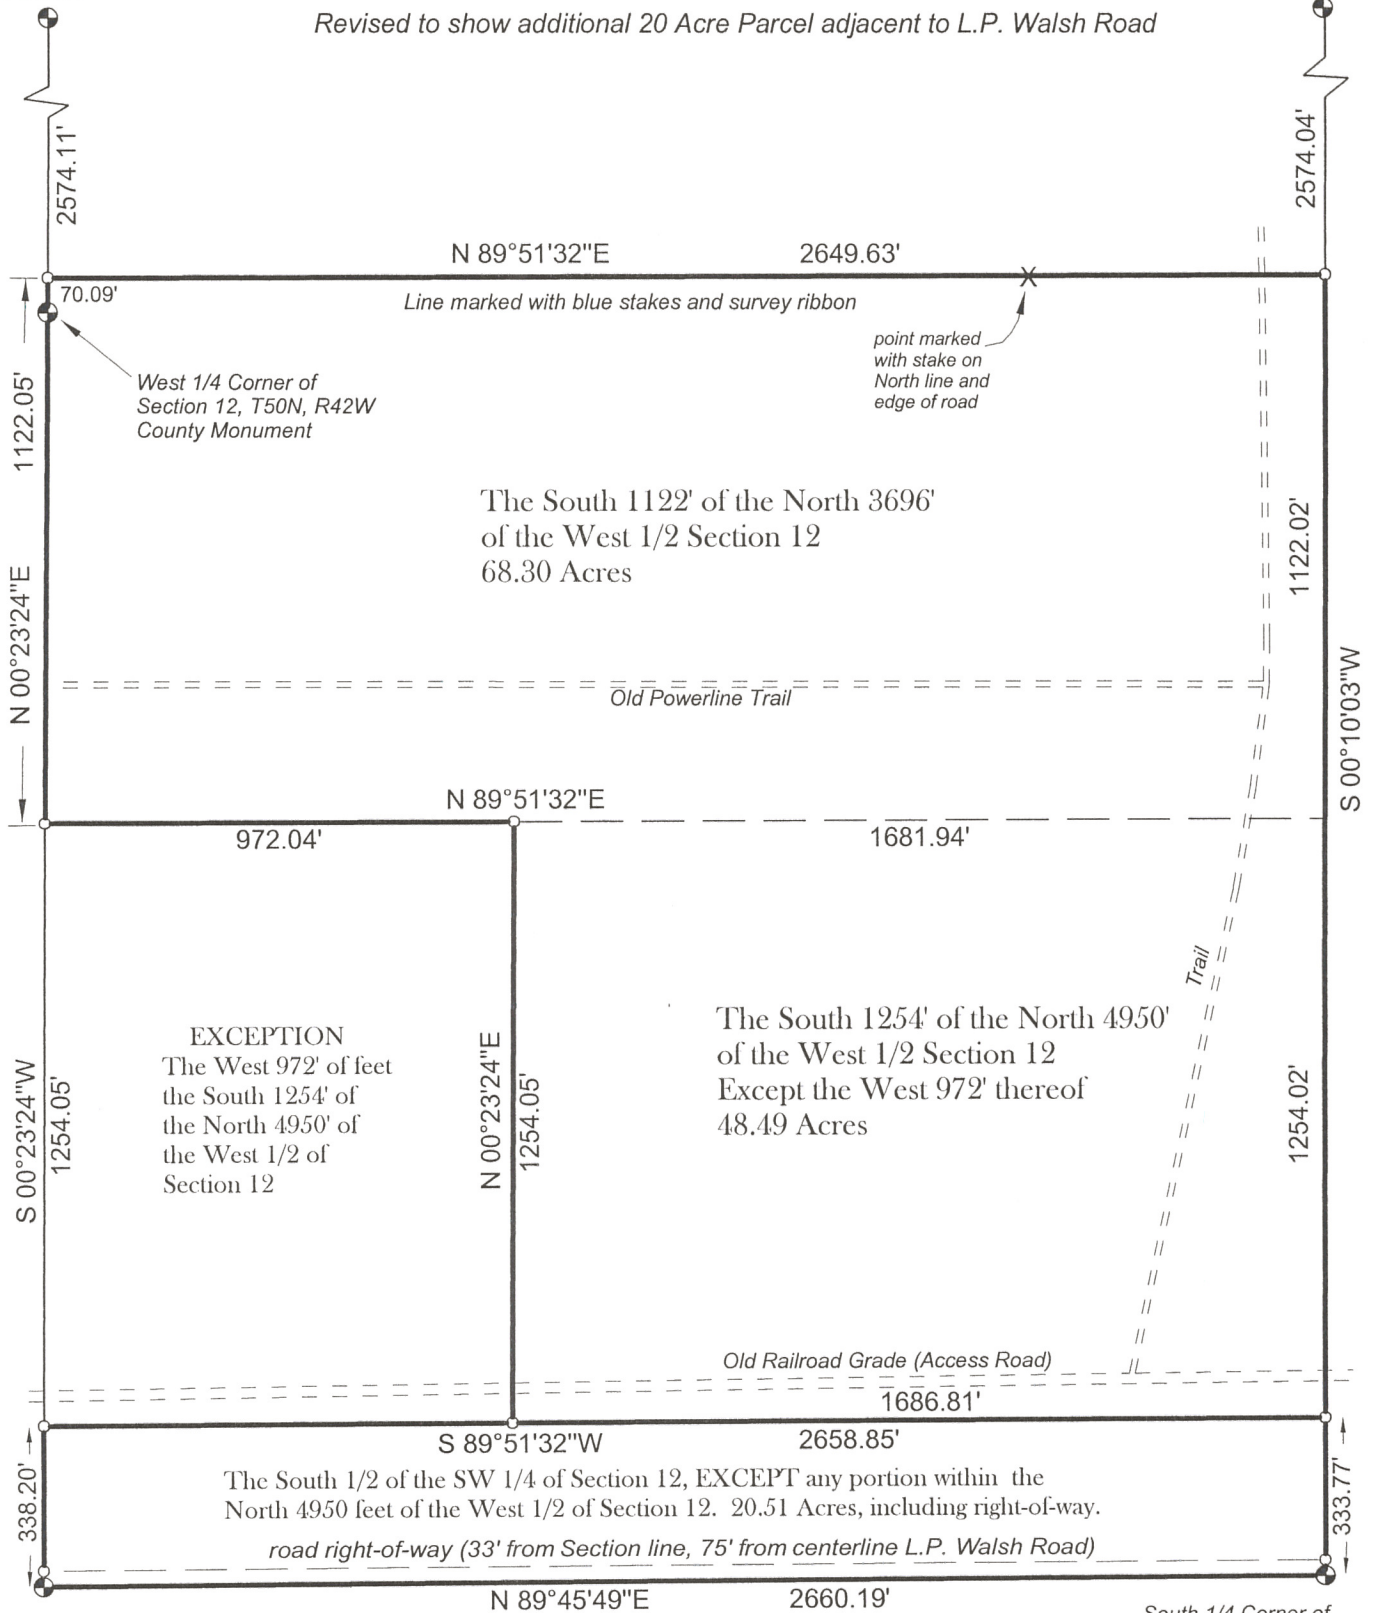 Revised to show additional 20 Acre Parcel adjacent to L.P. Walsh Road
2574.11'
2574.04'
N 89°51'32"E 2649.63'
70.09'
Line marked with blue stakes and survey ribbon
X
point marked
with stake on
North line and
edge of road
West 1/4 Corner of
Section 12, T50N, R42W
County Monument
1122.05'
N 00°23'24"E
The South 1122' of the North 3696'
of the West 1/2 Section 12
68.30 Acres
1122.02'
S 00°10'03"W
Old Powerline Trail
N 89°51'32"E
972.04'
1681.94'
Trail
EXCEPTION
The West 972' of feet
the South 1254' of
the North 4950' of
the West 1/2 of
Section 12
S 00°23'24"W
1254.05'
N 00°23'24"E
1254.05'
The South 1254' of the North 4950'
of the West 1/2 Section 12
Except the West 972' thereof
48.49 Acres
1254.02'
Old Railroad Grade (Access Road)
1686.81'
S 89°51'32"W 2658.85'
338.20'
The South 1/2 of the SW 1/4 of Section 12, EXCEPT any portion within the
North 4950 feet of the West 1/2 of Section 12. 20.51 Acres, including right-of-way.
333.77'
road right-of-way (33' from Section line, 75' from centerline L.P. Walsh Road)
N 89°45'49"E 2660.19'
South 1/4 Corner of